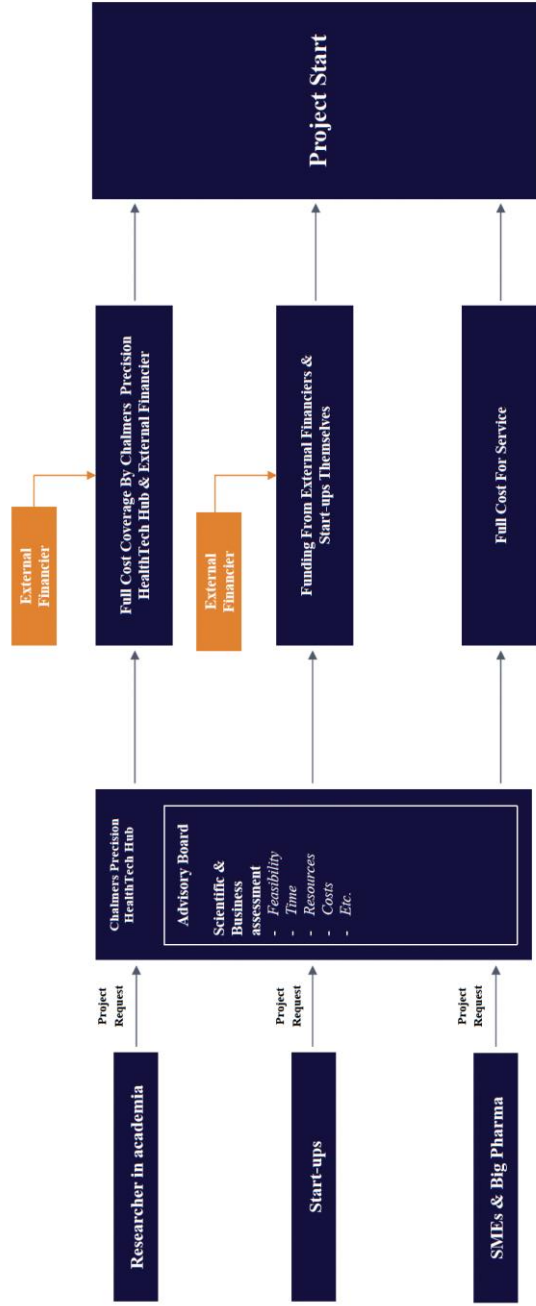 Researcher in academia
Start-ups
SMEs & Big Pharma
Project
Request
Project
Request
Project
Request
Chalmers Precision
HealthTech Hub
Advisory Board
Scientific &
Business
assessment
- Feasibility
- Time
- Resources
- Costs
- Etc.
External
Financier
Full Cost Coverage By Chalmers Precision
HealthTech Hub & External Financier
External
Financier
Funding From External Financiers &
Start-ups Themselves
Full Cost For Service
Project Start